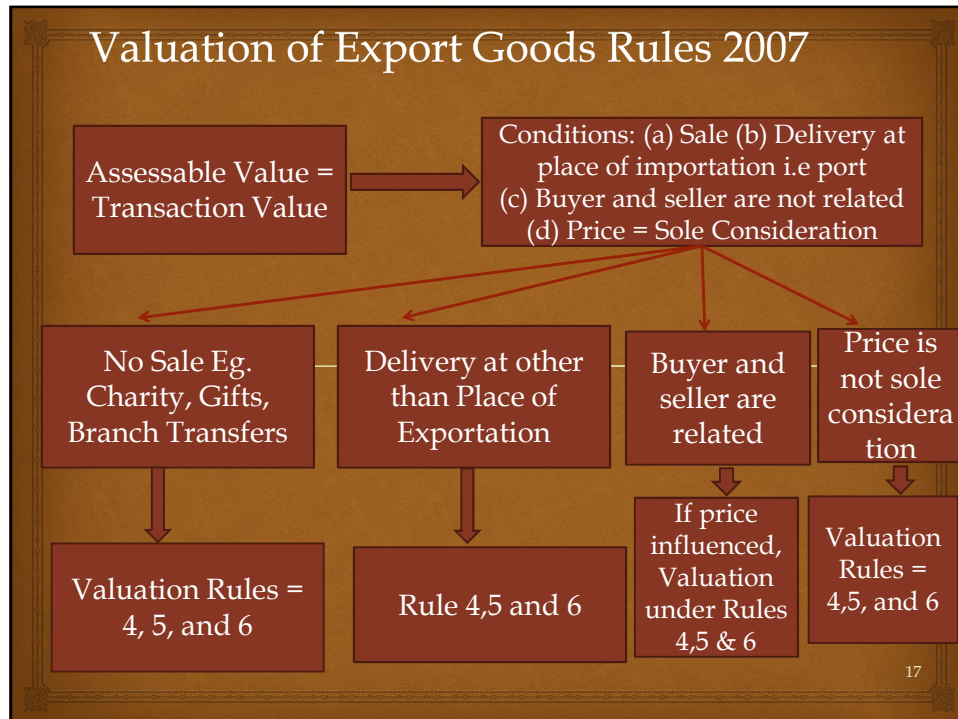 Valuation of Export Goods Rules 2007
Assessable Value =
Transaction Value
Conditions: (a) Sale (b) Delivery at
place of importation i.e port
(c) Buyer and seller are not related
(d) Price = Sole Consideration
No Sale Eg.
Charity, Gifts,
Branch Transfers
Delivery at other
than Place of
Exportation
Buyer and
seller are
related
Price is
not sole
considera
tion
Valuation Rules =
4, 5, and 6
Rule 4,5 and 6
If price
influenced,
Valuation
under Rules
4,5 & 6
Valuation
Rules =
4,5, and 6
17